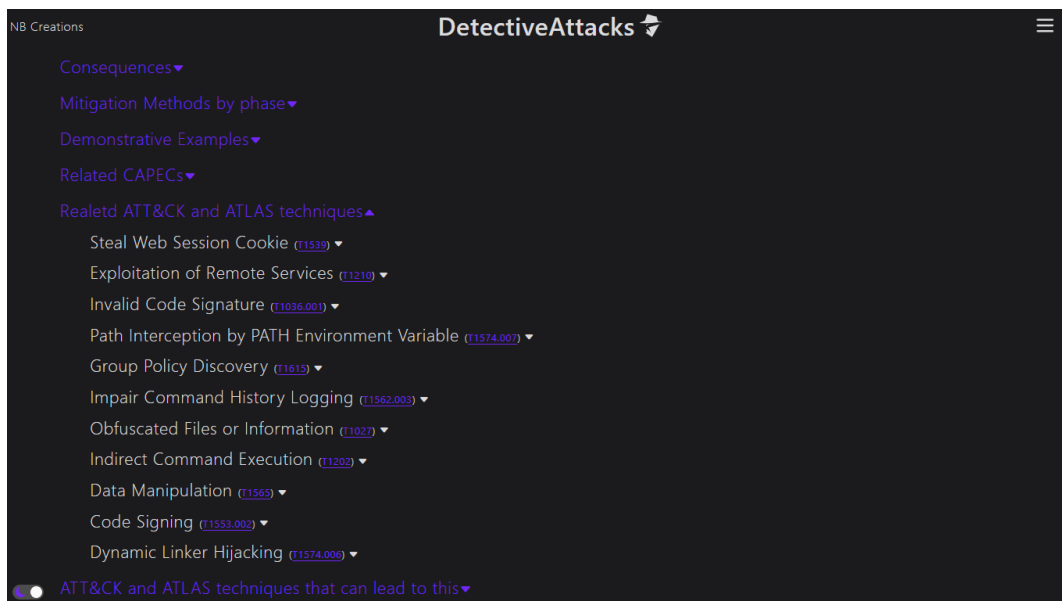 NB Creations
DetectiveAttacks
Consequences
Mitigation Methods by phase
Demonstrative Examples
Related CAPECs
Realetd ATT&CK and ATLAS techniques
Steal Web Session Cookie (T1539)
Exploitation of Remote Services (T1210)
Invalid Code Signature (T1036.001)
Path Interception by PATH Environment Variable (T1574.007)
Group Policy Discovery (T1615)
Impair Command History Logging (T1562.003)
Obfuscated Files or Information (T1027)
Indirect Command Execution (T1202)
Data Manipulation (T1565)
Code Signing (T1553.002)
Dynamic Linker Hijacking (T1574.006)
ATT&CK and ATLAS techniques that can lead to this